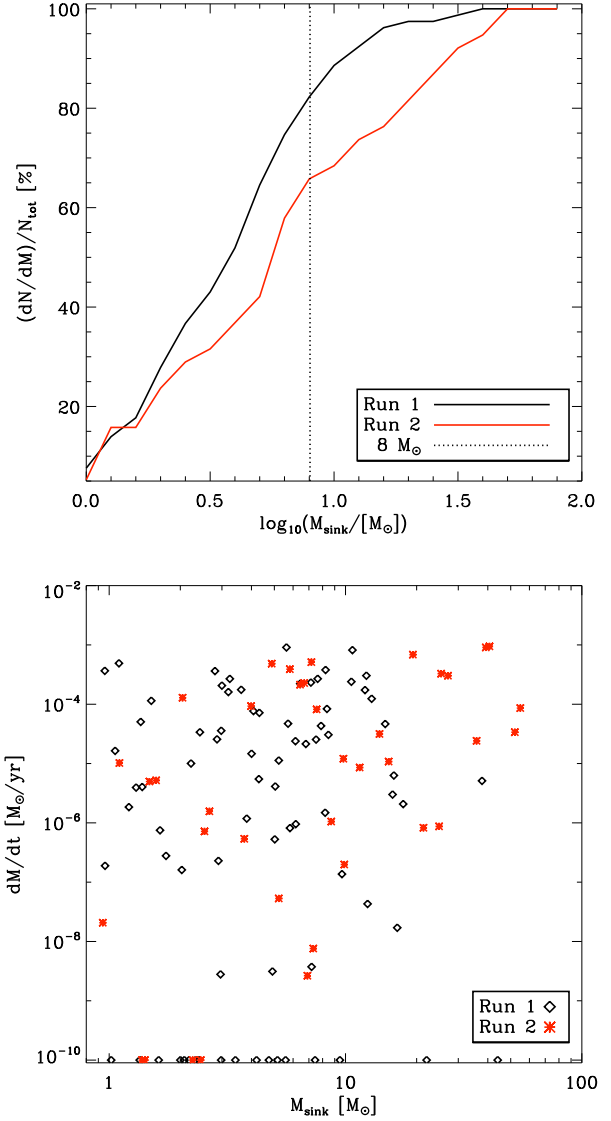 100
80
60
40
20
(dN/dM)/N_tot [%]
Run 1
Run 2
8 M_⊙
0.0 0.5 1.0 1.5 2.0
log₁₀(M_sink/[M_⊙])
10⁻²
10⁻⁴
10⁻⁶
10⁻⁸
10⁻¹⁰
dM/dt [M_⊙/yr]
Run 1
Run 2
1 10 100
M_sink [M_⊙]